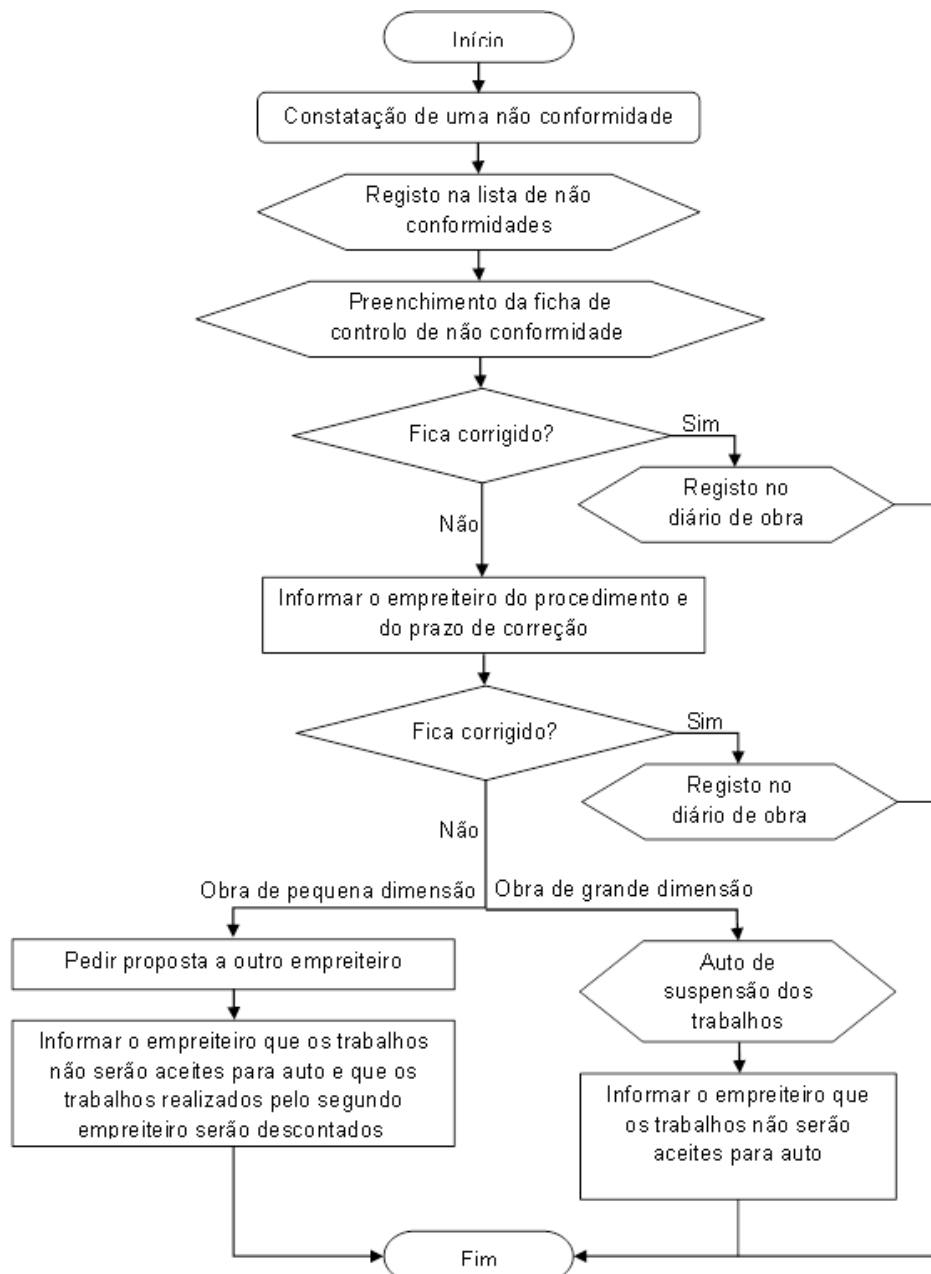 Início
Constatação de uma não conformidade
Registo na lista de não
conformidades
Preenchimento da ficha de
controlo de não conformidade
Fica corrigido?
Sim
Registo no
diário de obra
Não
Informar o empreiteiro do procedimento e
do prazo de correção
Fica corrigido?
Sim
Registo no
diário de obra
Não
Obra de pequena dimensão
Obra de grande dimensão
Pedir proposta a outro empreiteiro
Informar o empreiteiro que os trabalhos
não serão aceites para auto e que os
trabalhos realizados pelo segundo
empreiteiro serão descontados
Auto de
suspensão dos
trabalhos
Informar o empreiteiro que
os trabalhos não serão
aceites para auto
Fim